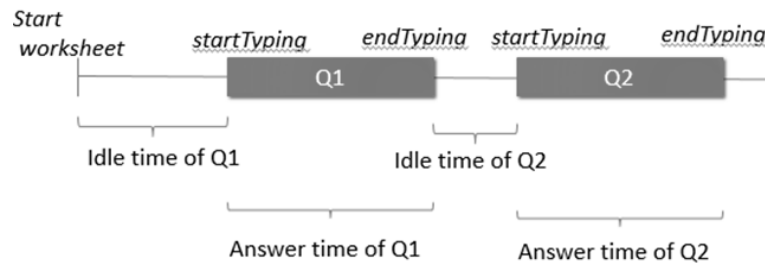 Start
worksheet
startTyping endTyping startTyping endTyping
Q1 Q2
Idle time of Q1 Idle time of Q2
Answer time of Q1 Answer time of Q2